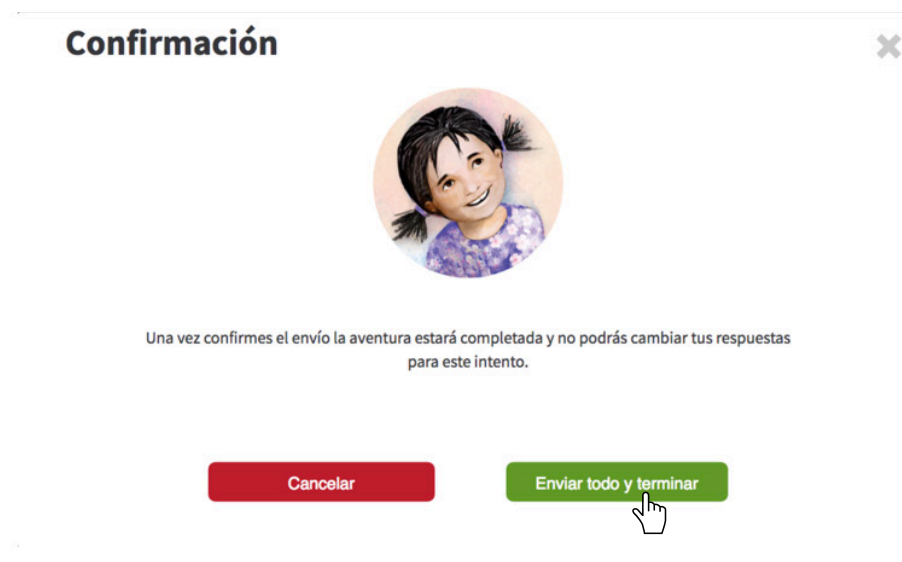 Confirmación
Una vez confirmes el envío la aventura estará completada y no podrás cambiar tus respuestas
para este intento.
Cancelar
Enviar todo y terminar